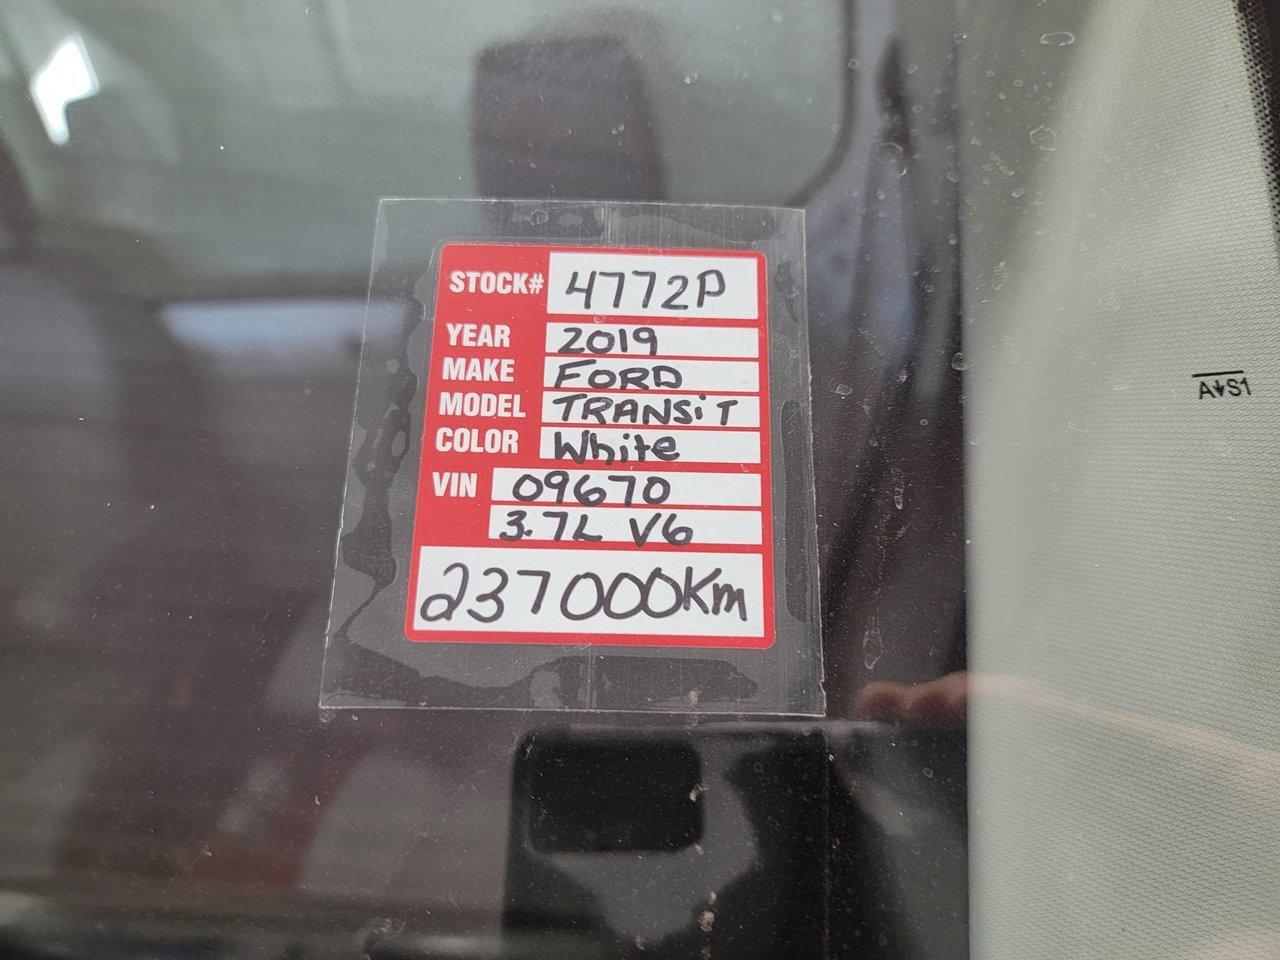 STOCK# 4772P
YEAR 2019
MAKE FORD
MODEL TRANSiT
COLOR White
VIN 09670
3.7L V6
237000Km
A↓S1